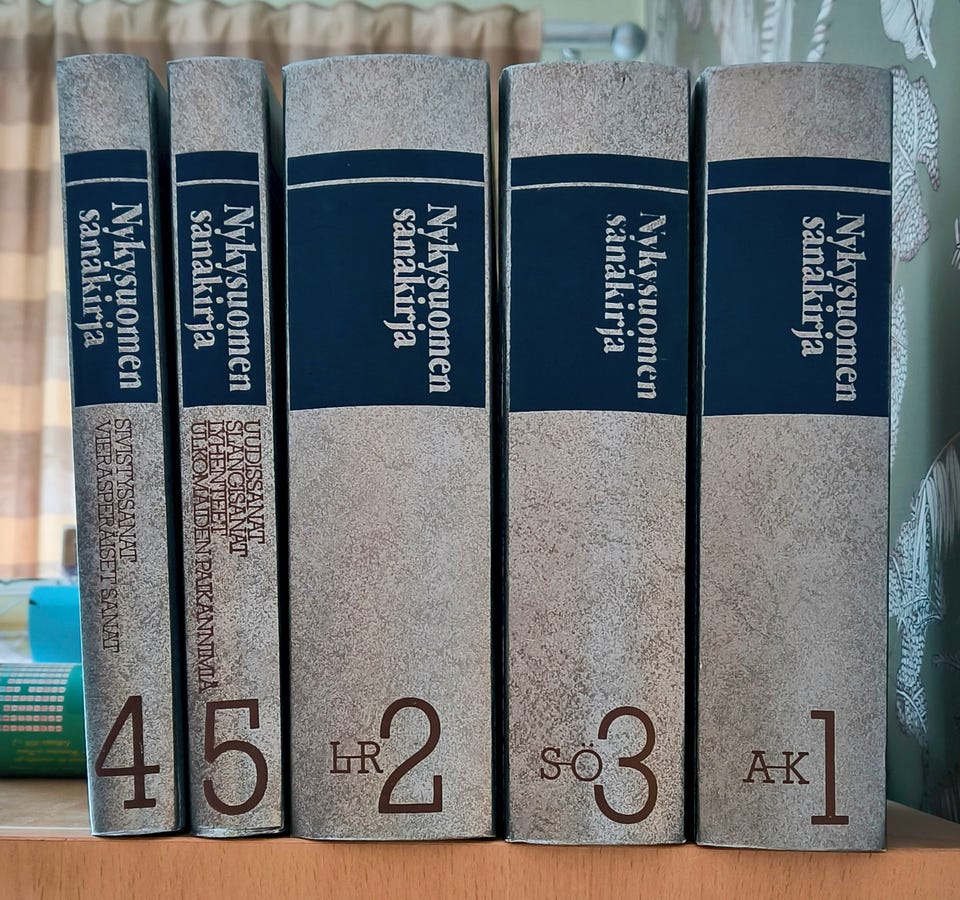 Nykysuomen
sanakirja
SIVISTYSSANAT
VIERASPERÄISET SANAT
4
Nykysuomen
sanakirja
UUDISSANAT
SLANGISANAT
LYHENTEET
ULKOMAIDEN PAIKANNIMIÄ
5
Nykysuomen
sanakirja
L-R 2
Nykysuomen
sanakirja
S-Ö 3
Nykysuomen
sanakirja
A-K 1